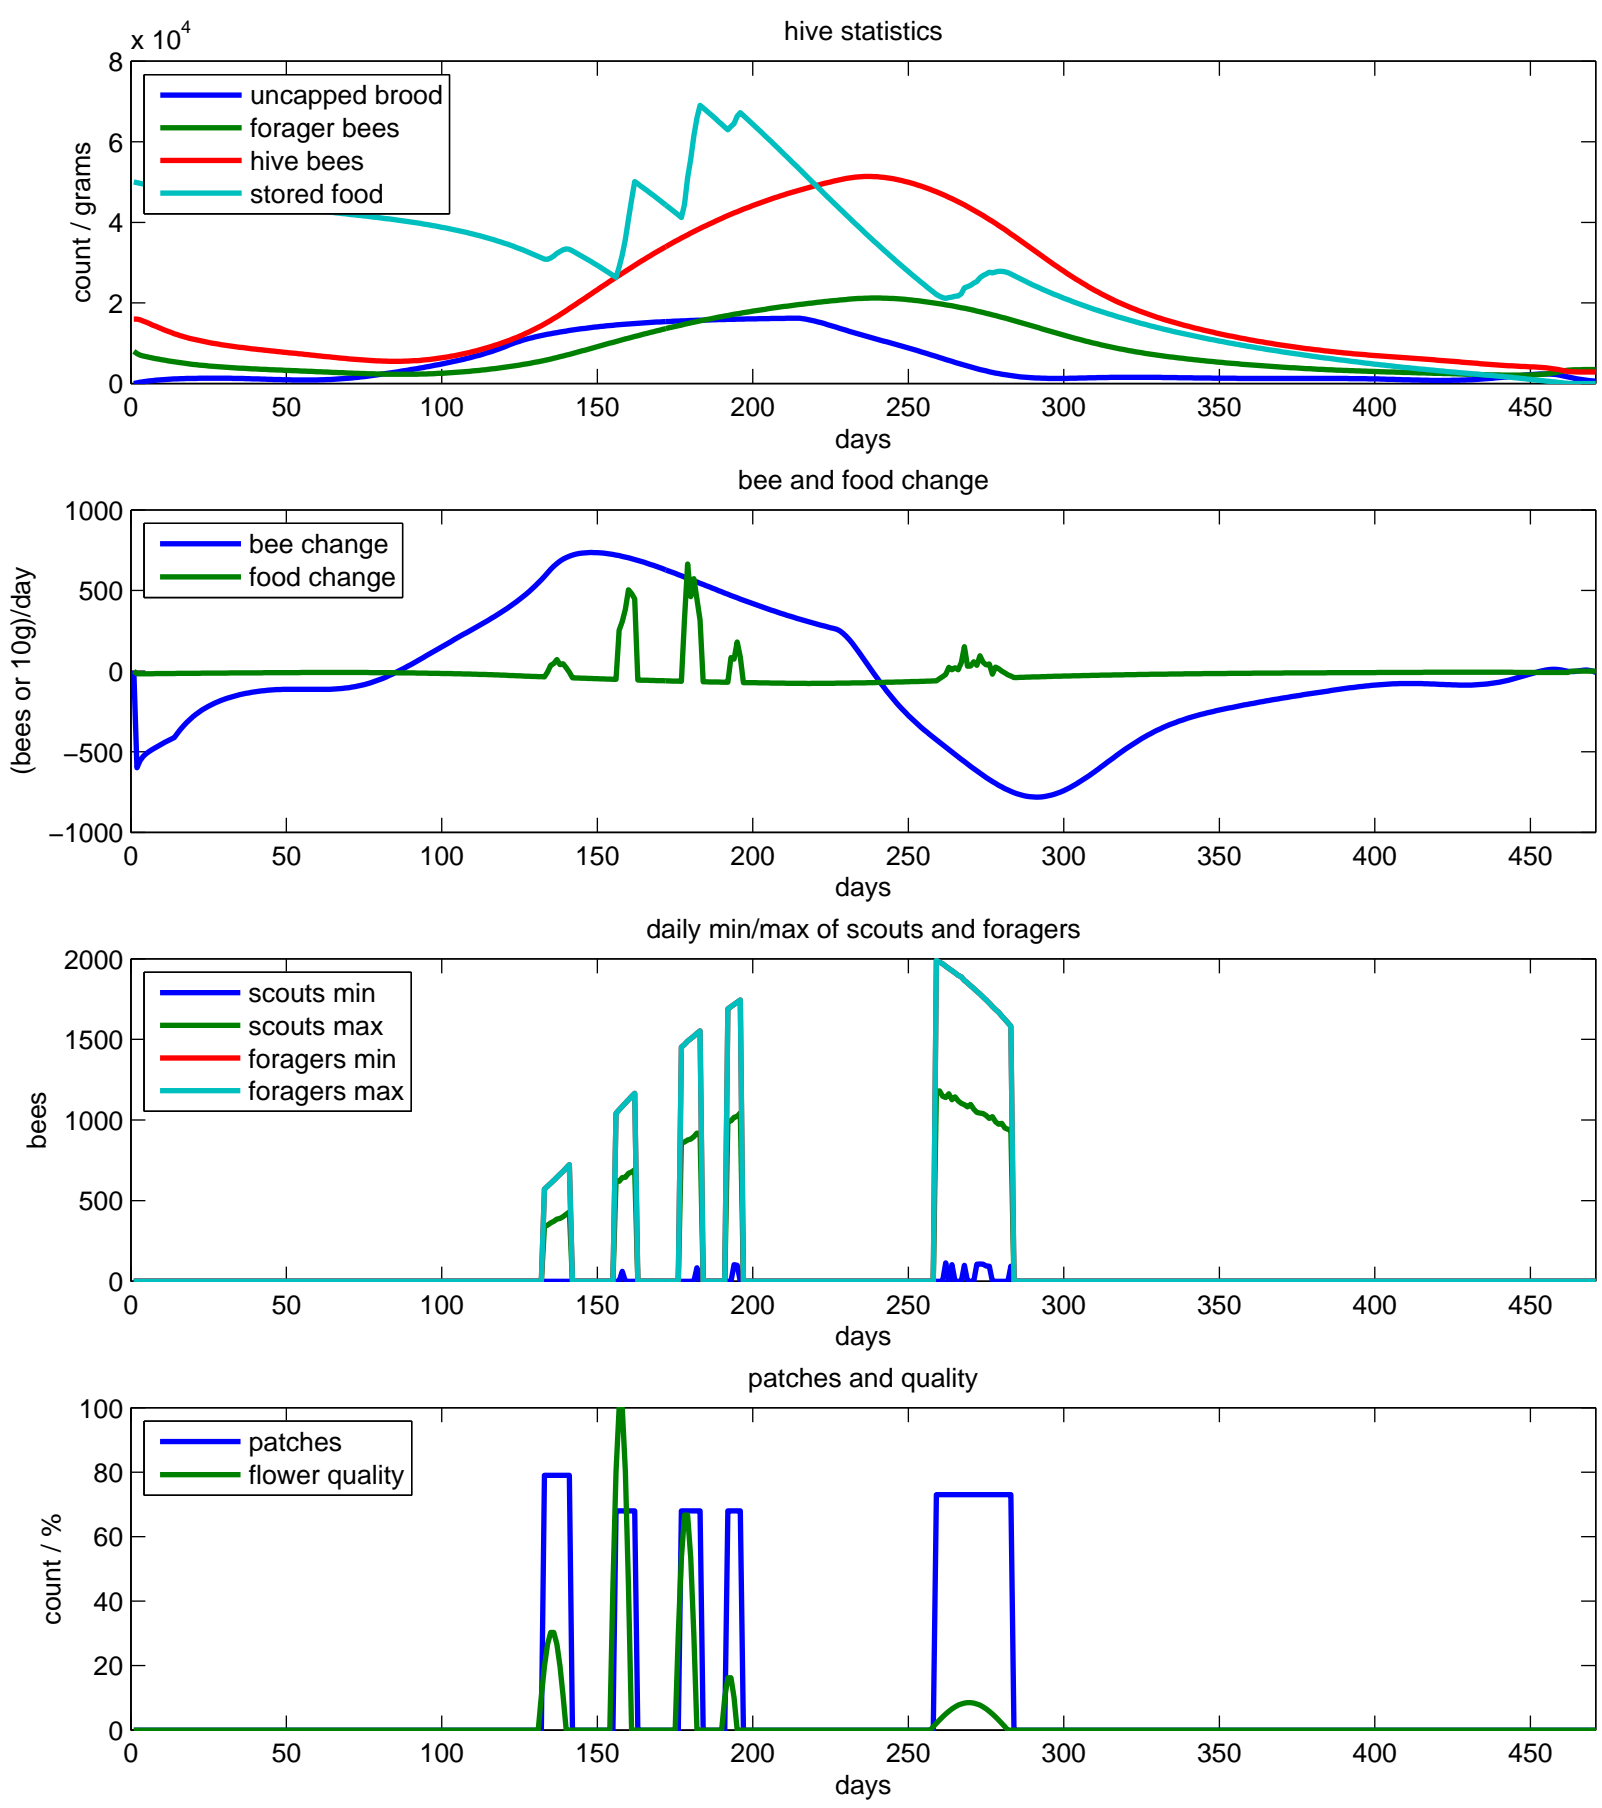 hive statistics
x 10^4
8
6
4
2
0
count / grams
uncapped brood
forager bees
hive bees
stored food
0 50 100 150 200 250 300 350 400 450
days
bee and food change
1000
500
0
−500
−1000
(bees or 10g)/day
bee change
food change
0 50 100 150 200 250 300 350 400 450
days
daily min/max of scouts and foragers
2000
1500
1000
500
0
bees
scouts min
scouts max
foragers min
foragers max
0 50 100 150 200 250 300 350 400 450
days
patches and quality
100
80
60
40
20
0
count / %
patches
flower quality
0 50 100 150 200 250 300 350 400 450
days